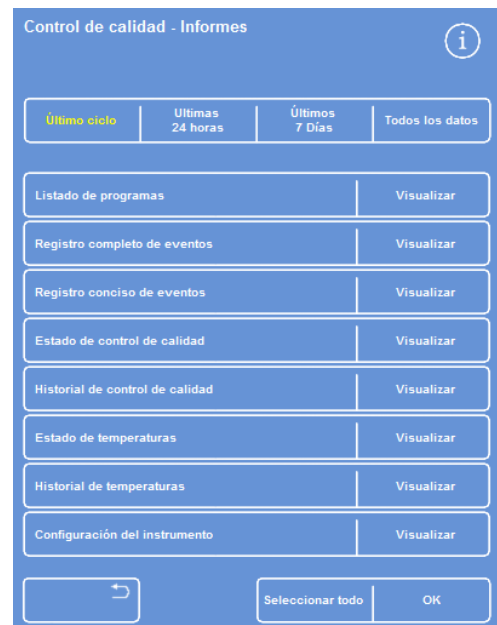 Control de calidad - Informes
i
Último ciclo
Ultimas
24 horas
Últimos
7 Días
Todos los datos
Listado de programas
Visualizar
Registro completo de eventos
Visualizar
Registro conciso de eventos
Visualizar
Estado de control de calidad
Visualizar
Historial de control de calidad
Visualizar
Estado de temperaturas
Visualizar
Historial de temperaturas
Visualizar
Configuración del instrumento
Visualizar
Seleccionar todo
OK